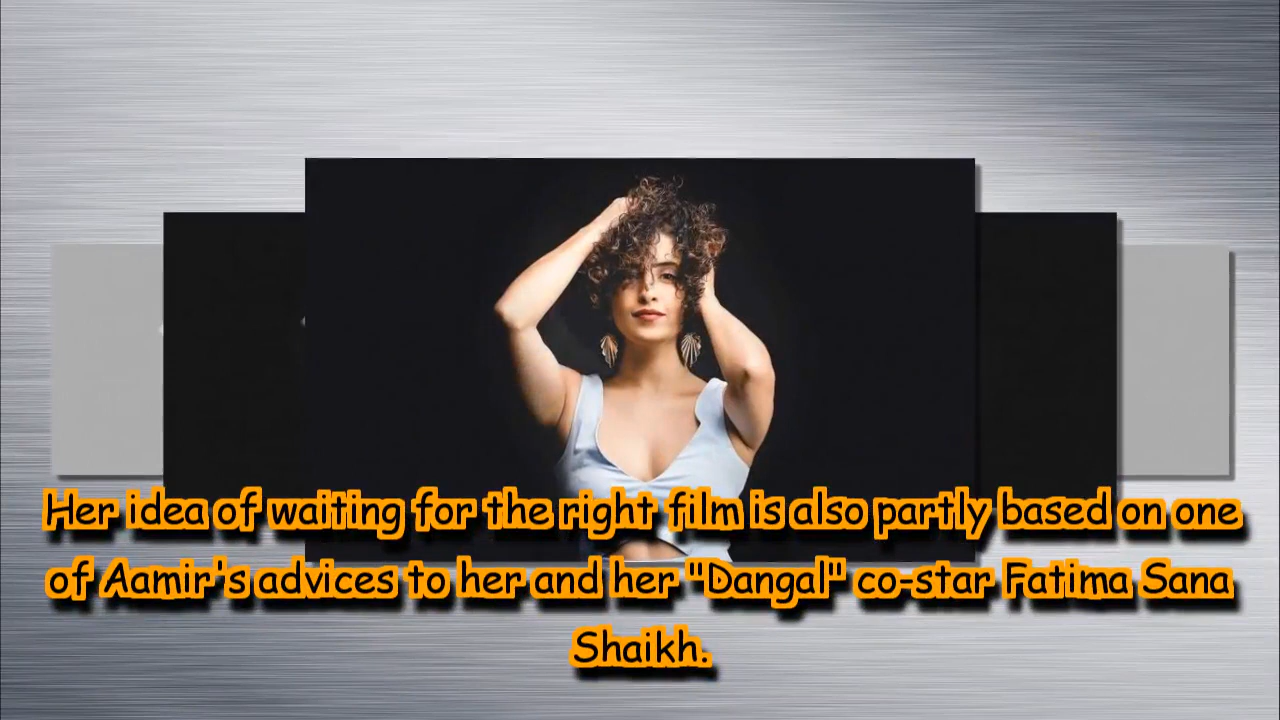 Her idea of waiting for the right film is also partly based on one
of Aamir's advices to her and her "Dangal" co-star Fatima Sana
Shaikh.